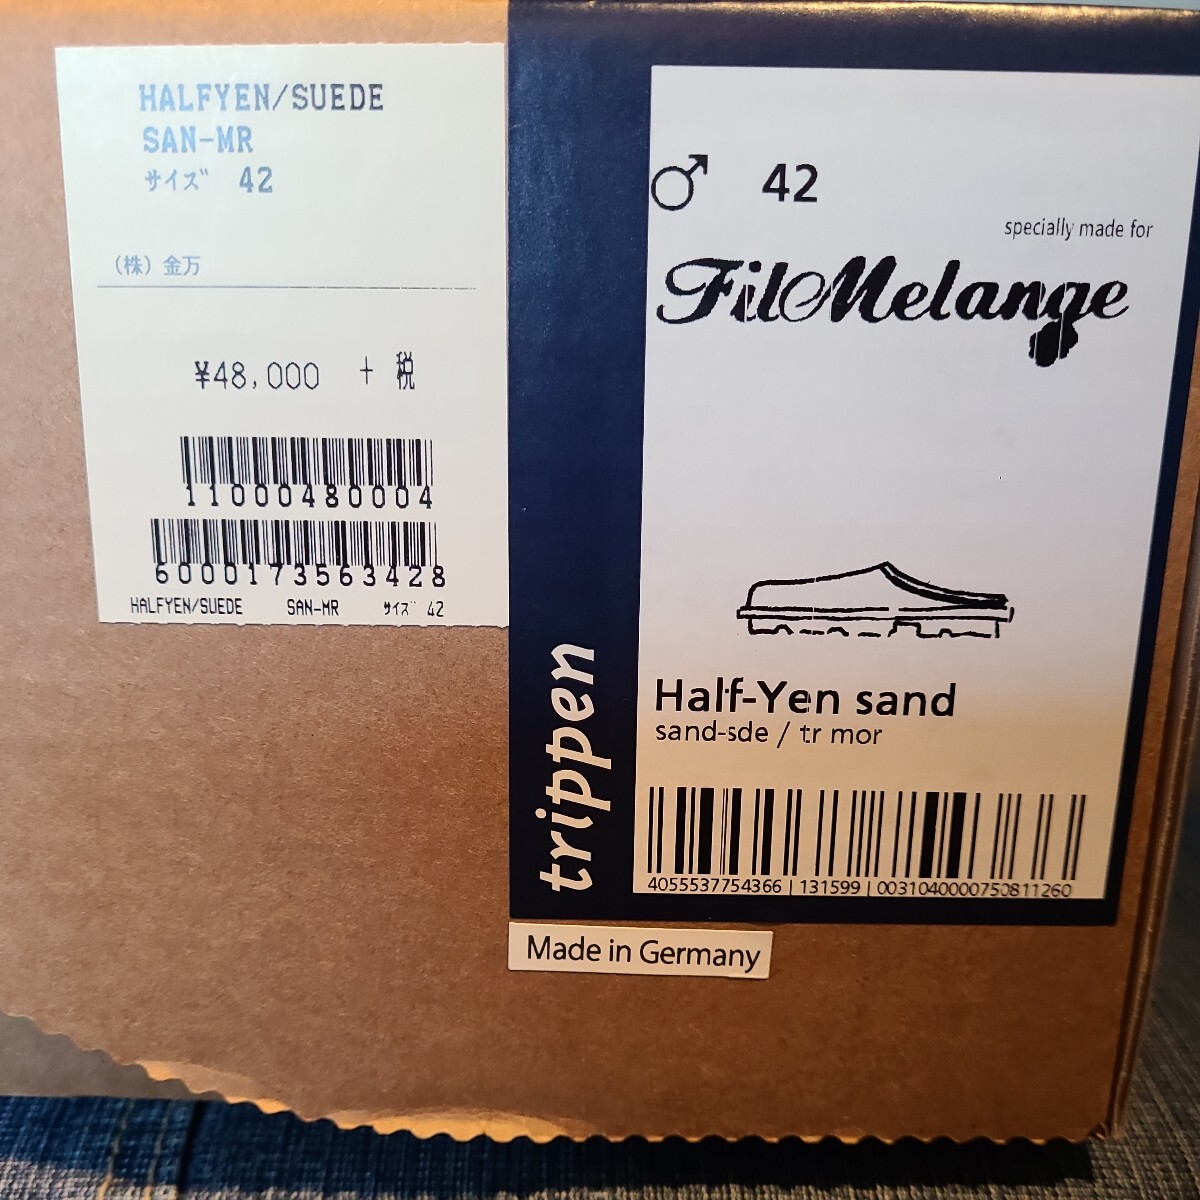 HALFYEN/SUEDE
SAN-MR
サイズ 42
(株)金万
¥48,000 + 税
11000480004
6000173563428
HALFYEN/SUEDE SAN-MR サイズ 42
♂ 42
specially made for
FilMelange
Half-Yen sand
sand-sde / tr mor
4055537754366 | 131599 | 0031040000750811260
trippen
Made in Germany